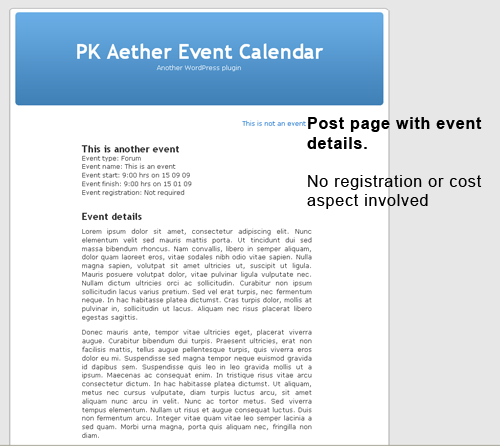 PK Aether Event Calendar
Another WordPress plugin
This is not an event
Post page with event
details.
No registration or cost
aspect involved
This is another event
Event type: Forum
Event name: This is an event
Event start: 9:00 hrs on 15 09 09
Event finish: 9:00 hrs on 15 01 09
Event registration: Not required
Event details
Lorem ipsum dolor sit amet, consectetur adipiscing elit. Nunc
elementum velit sed mauris mattis porta. Ut tincidunt dui sed
massa bibendum rhoncus. Nam convallis, libero in semper aliquam,
dolor quam laoreet eros, vitae sodales nibh odio vitae sapien. Nulla
magna sapien, volutpat sit amet ultricies ut, suscipit ut ligula.
Mauris posuere volutpat dolor, vitae pulvinar ligula vulputate nec.
Nullam dictum ultricies orci ac sollicitudin. Curabitur non ipsum
sollicitudin lacus varius pretium. Sed vel erat turpis, nec fermentum
neque. In hac habitasse platea dictumst. Cras turpis dolor, mollis at
pulvinar in, sollicitudin ut lacus. Aliquam nec risus placerat libero
egestas sagittis.
Donec mauris ante, tempor vitae ultricies eget, placerat viverra
augue. Curabitur bibendum dui turpis. Praesent ultricies, erat non
facilisis mattis, tellus augue pellentesque turpis, quis viverra eros
dolor eu mi. Suspendisse sed magna tempor neque euismod gravida
id dapibus sem. Suspendisse quis leo in leo gravida mollis ut a
ipsum. Maecenas ac consequat enim. In tristique risus vitae arcu
consectetur dictum. In hac habitasse platea dictumst. Ut aliquam,
metus nec cursus vulputate, diam turpis luctus arcu, sit amet
aliquam nunc arcu in velit. Nunc ac tortor metus. Sed viverra
tempus elementum. Nullam ut risus et augue consequat luctus. Duis
non fermentum arcu. Integer vitae quam vitae leo semper lacinia a
sed quam. Morbi urna magna, porta quis aliquam nec, fringilla non
diam.